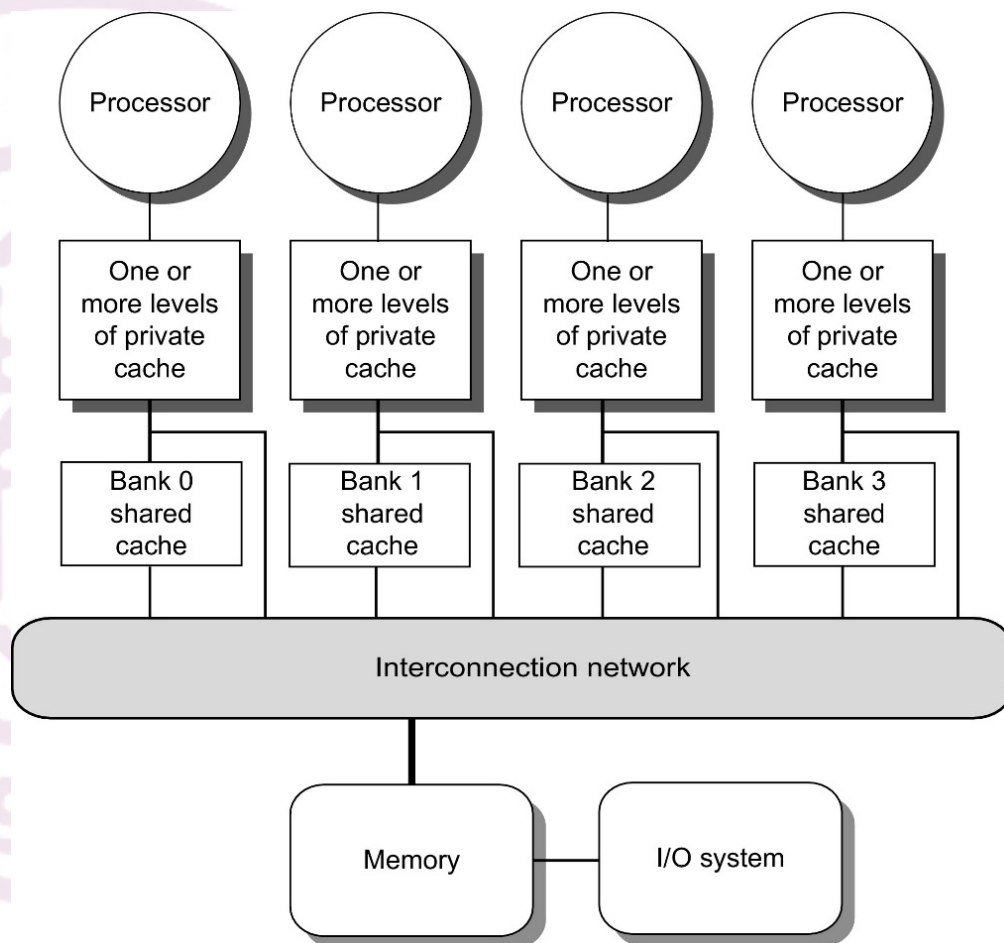 Processor
Processor
Processor
Processor
One or
more levels
of private
cache
One or
more levels
of private
cache
One or
more levels
of private
cache
One or
more levels
of private
cache
Bank 0
shared
cache
Bank 1
shared
cache
Bank 2
shared
cache
Bank 3
shared
cache
Interconnection network
Memory
I/O system